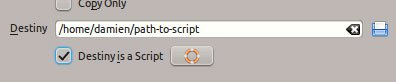 Copy Only
Destiny /home/damien/path-to-script
Destiny is a Script